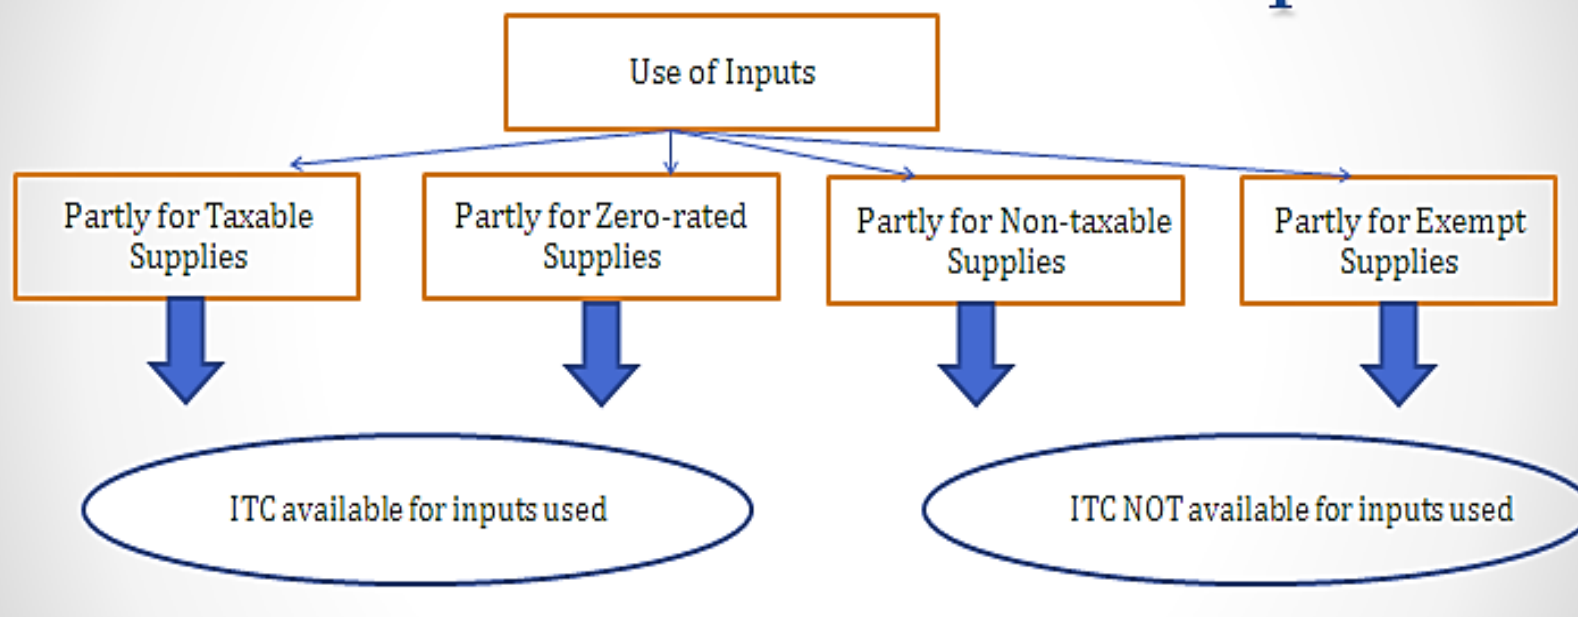 Use of Inputs
Partly for Taxable
Supplies
Partly for Zero-rated
Supplies
Partly for Non-taxable
Supplies
Partly for Exempt
Supplies
ITC available for inputs used
ITC NOT available for inputs used